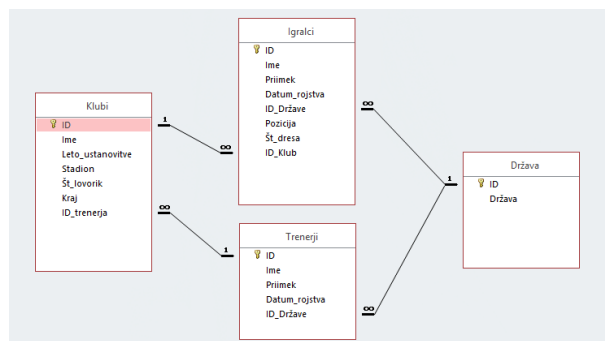 Klubi
ID
Ime
Leto_ustanovitve
Stadion
Št_lovorik
Kraj
ID_trenerja
1
∞
∞
1
Igralci
ID
Ime
Priimek
Datum_rojstva
ID_Države
Pozicija
Št_dresa
ID_Klub
Trenerji
ID
Ime
Priimek
Datum_rojstva
ID_Države
∞
1
∞
Država
ID
Država